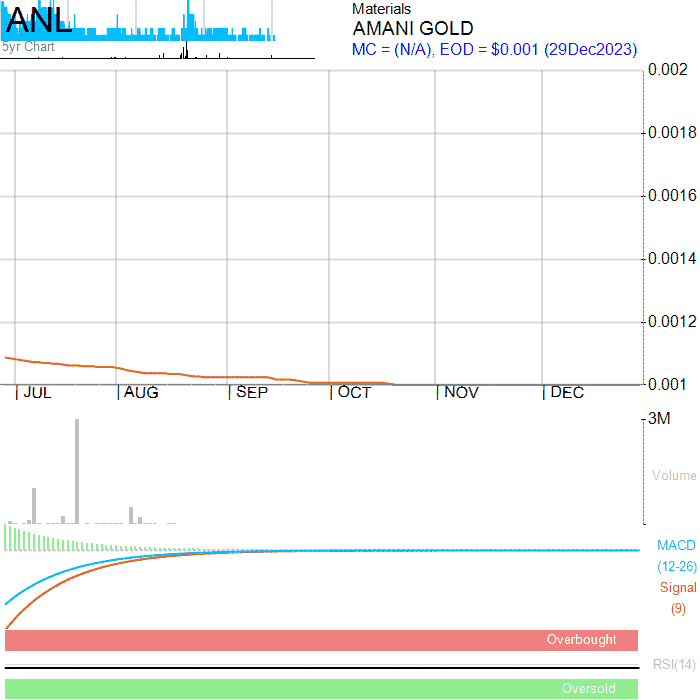 ANL
5yr Chart
Materials
AMANI GOLD
MC = (N/A), EOD = $0.001 (29Dec2023)
0.002
0.0018
0.0016
0.0014
0.0012
0.001
JUL AUG SEP OCT NOV DEC
3M
Volume
MACD
(12-26)
Signal
(9)
Overbought
RSI(14)
Oversold